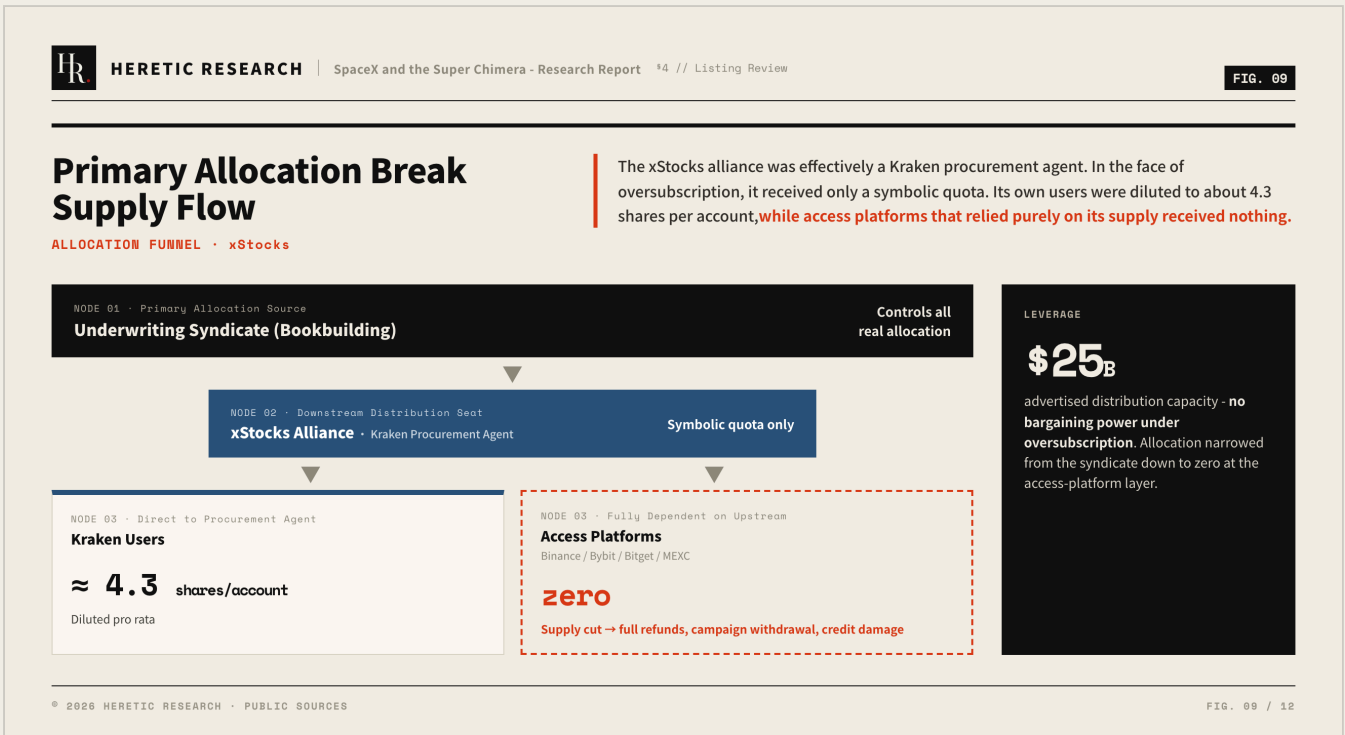 HR.
HERETIC RESEARCH
SpaceX and the Super Chimera - Research Report
§4 // Listing Review
FIG. 09
Primary Allocation Break
Supply Flow
ALLOCATION FUNNEL · xStocks
The xStocks alliance was effectively a Kraken procurement agent. In the face of
oversubscription, it received only a symbolic quota. Its own users were diluted to about 4.3
shares per account,while access platforms that relied purely on its supply received nothing.
NODE 01 · Primary Allocation Source
Underwriting Syndicate (Bookbuilding)
Controls all
real allocation
NODE 02 · Downstream Distribution Seat
xStocks Alliance · Kraken Procurement Agent
Symbolic quota only
NODE 03 · Direct to Procurement Agent
Kraken Users
≈ 4.3 shares/account
Diluted pro rata
NODE 03 · Fully Dependent on Upstream
Access Platforms
Binance / Bybit / Bitget / MEXC
zero
Supply cut → full refunds, campaign withdrawal, credit damage
LEVERAGE
$25B
advertised distribution capacity - no
bargaining power under
oversubscription. Allocation narrowed
from the syndicate down to zero at the
access-platform layer.
© 2026 HERETIC RESEARCH · PUBLIC SOURCES
FIG. 09 / 12